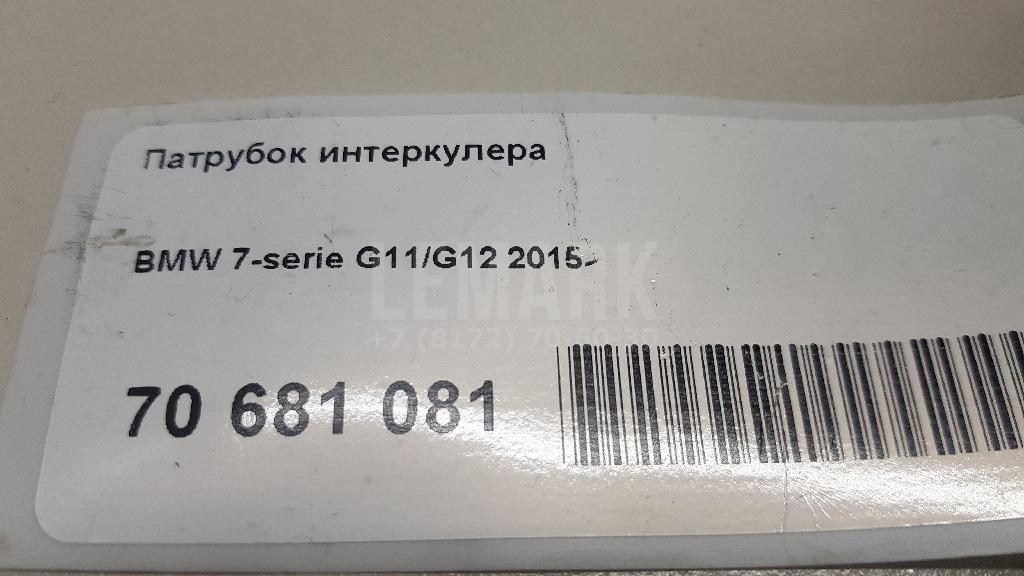 Патрубок интеркулера
BMW 7-serie G11/G12 2015-
LEMARK
70 681 081